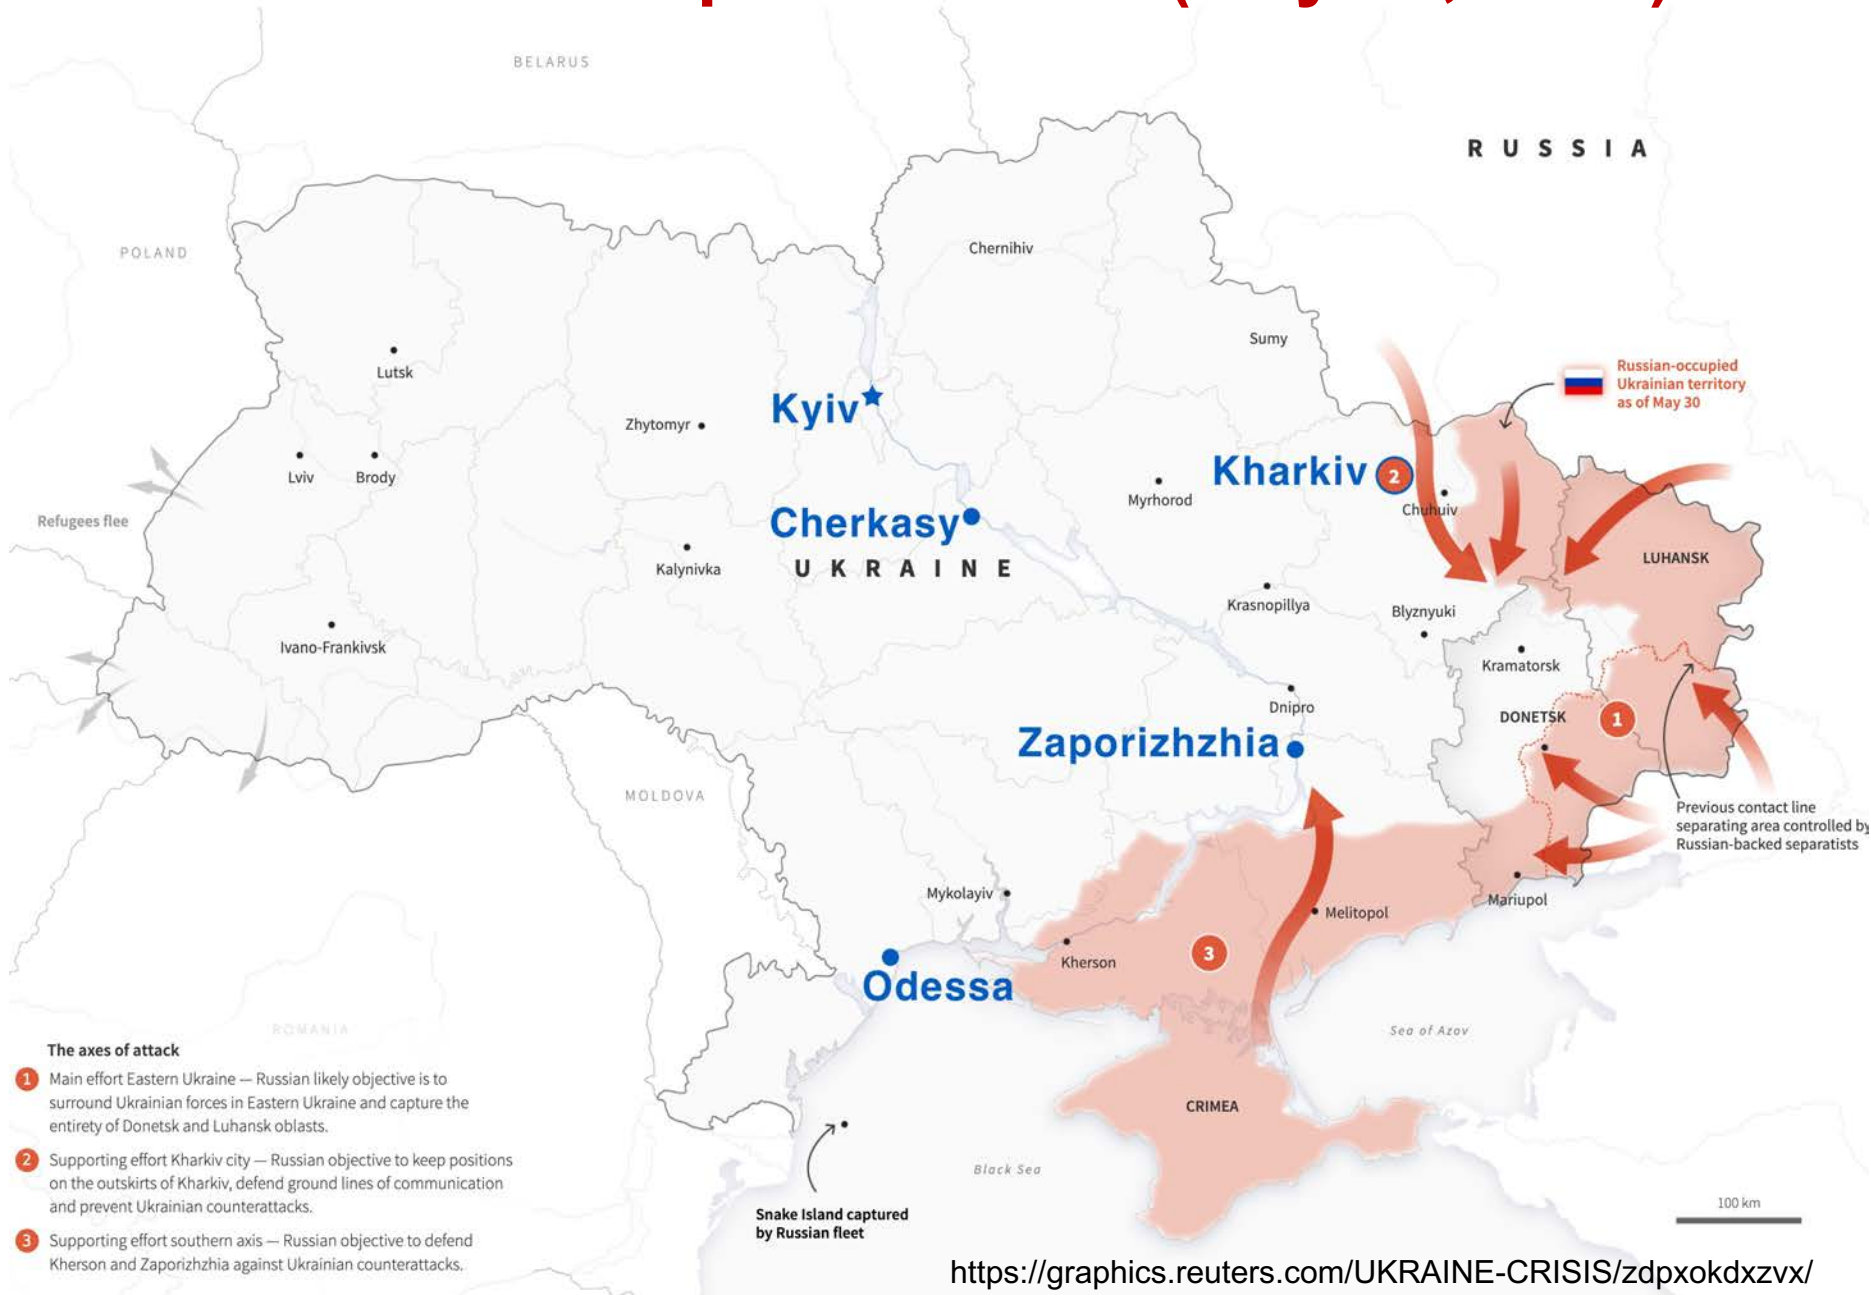 BELARUS
RUSSIA
POLAND
Chernihiv
Sumy
Lutsk
Russian-occupied
Ukrainian territory
as of May 30
Kyiv
Zhytomyr
Lviv
Brody
Kharkiv 2
Myrhorod
Chuhuiv
Refugees flee
Cherkasy
UKRAINE
Kalynivka
LUHANSK
Krasnopillya
Blyznyuki
Ivano-Frankivsk
Kramatorsk
Dnipro
DONETSK
1
Zaporizhzhia
MOLDOVA
Previous contact line
separating area controlled by
Russian-backed separatists
Mykolayiv
Mariupol
Melitopol
Kherson
3
Odessa
ROMANIA
Sea of Azov
CRIMEA
Black Sea
100 km
Snake Island captured
by Russian fleet
The axes of attack
1 Main effort Eastern Ukraine — Russian likely objective is to
surround Ukrainian forces in Eastern Ukraine and capture the
entirety of Donetsk and Luhansk oblasts.
2 Supporting effort Kharkiv city — Russian objective to keep positions
on the outskirts of Kharkiv, defend ground lines of communication
and prevent Ukrainian counterattacks.
3 Supporting effort southern axis — Russian objective to defend
Kherson and Zaporizhzhia against Ukrainian counterattacks.
https://graphics.reuters.com/UKRAINE-CRISIS/zdpxokdxzvx/